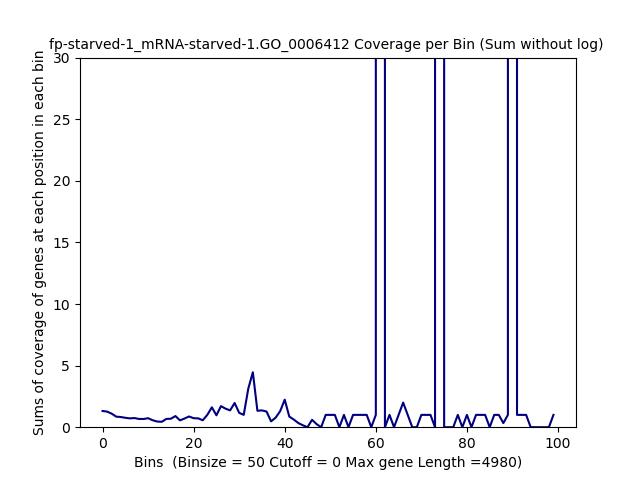 fp-starved-1_mRNA-starved-1.GO_0006412 Coverage per Bin (Sum without log)
Sums of coverage of genes at each position in each bin
30
25
20
15
10
5
0
0 20 40 60 80 100
Bins  (Binsize = 50 Cutoff = 0 Max gene Length =4980)